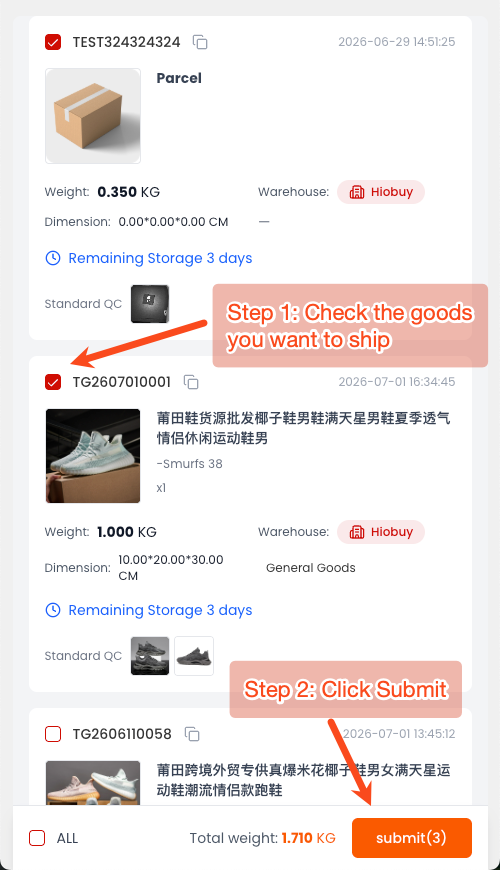 TEST324324324
2026-06-29 14:51:25
Parcel
Weight: 0.350 KG
Warehouse: Hiobuy
Dimension: 0.00*0.00*0.00 CM
—
Remaining Storage 3 days
Standard QC
Step 1: Check the goods
you want to ship
TG2607010001
2026-07-01 16:34:45
莆田鞋货源批发椰子鞋男鞋满天星男鞋夏季透气
情侣休闲运动鞋男
-Smurfs 38
x1
Weight: 1.000 KG
Warehouse: Hiobuy
Dimension: 10.00*20.00*30.00
CM
General Goods
Remaining Storage 3 days
Standard QC
Step 2: Click Submit
TG2606110058
2026-07-01 13:45:12
莆田跨境外贸专供真爆米花椰子鞋男女满天星运
动鞋潮流情侣款跑鞋
ALL
Total weight: 1.710 KG
submit(3)